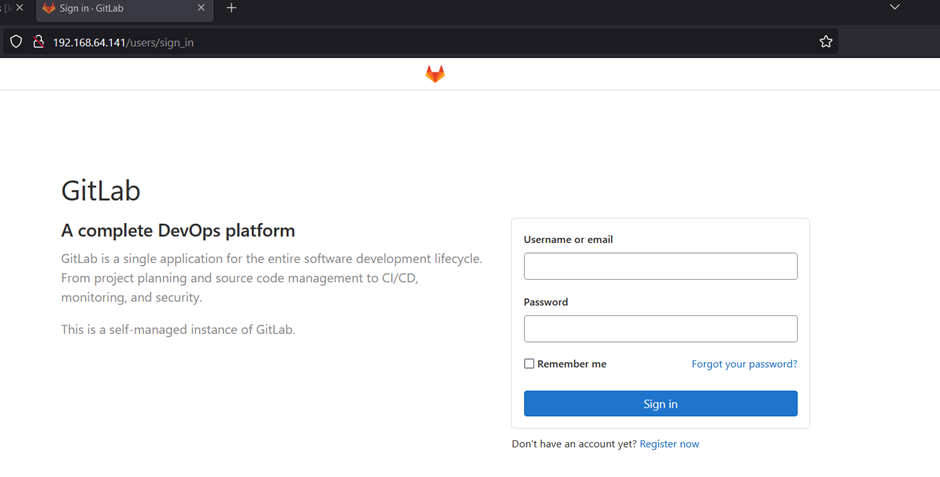 Sign in · GitLab
192.168.64.141/users/sign_in
GitLab
A complete DevOps platform
GitLab is a single application for the entire software development lifecycle.
From project planning and source code management to CI/CD,
monitoring, and security.
This is a self-managed instance of GitLab.
Username or email
Password
Remember me
Forgot your password?
Sign in
Don't have an account yet? Register now